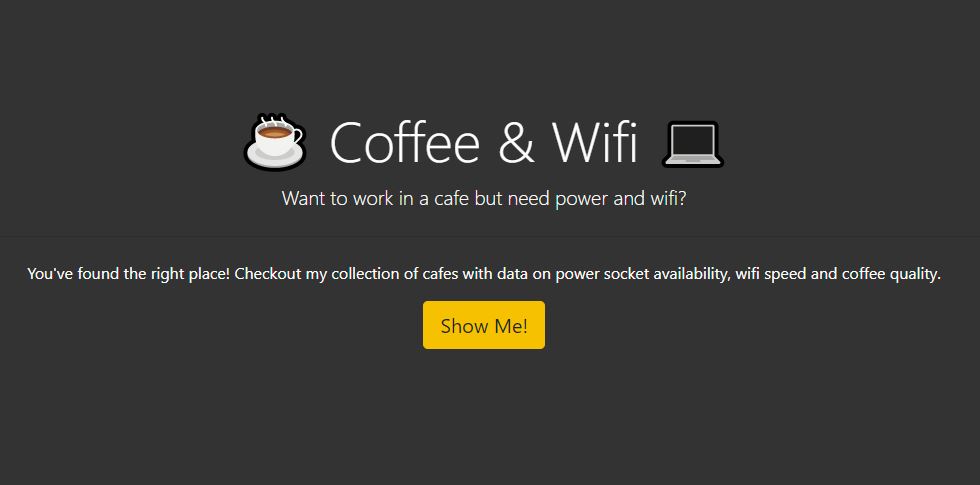 Coffee & Wifi
Want to work in a cafe but need power and wifi?
You've found the right place! Checkout my collection of cafes with data on power socket availability, wifi speed and coffee quality.
Show Me!